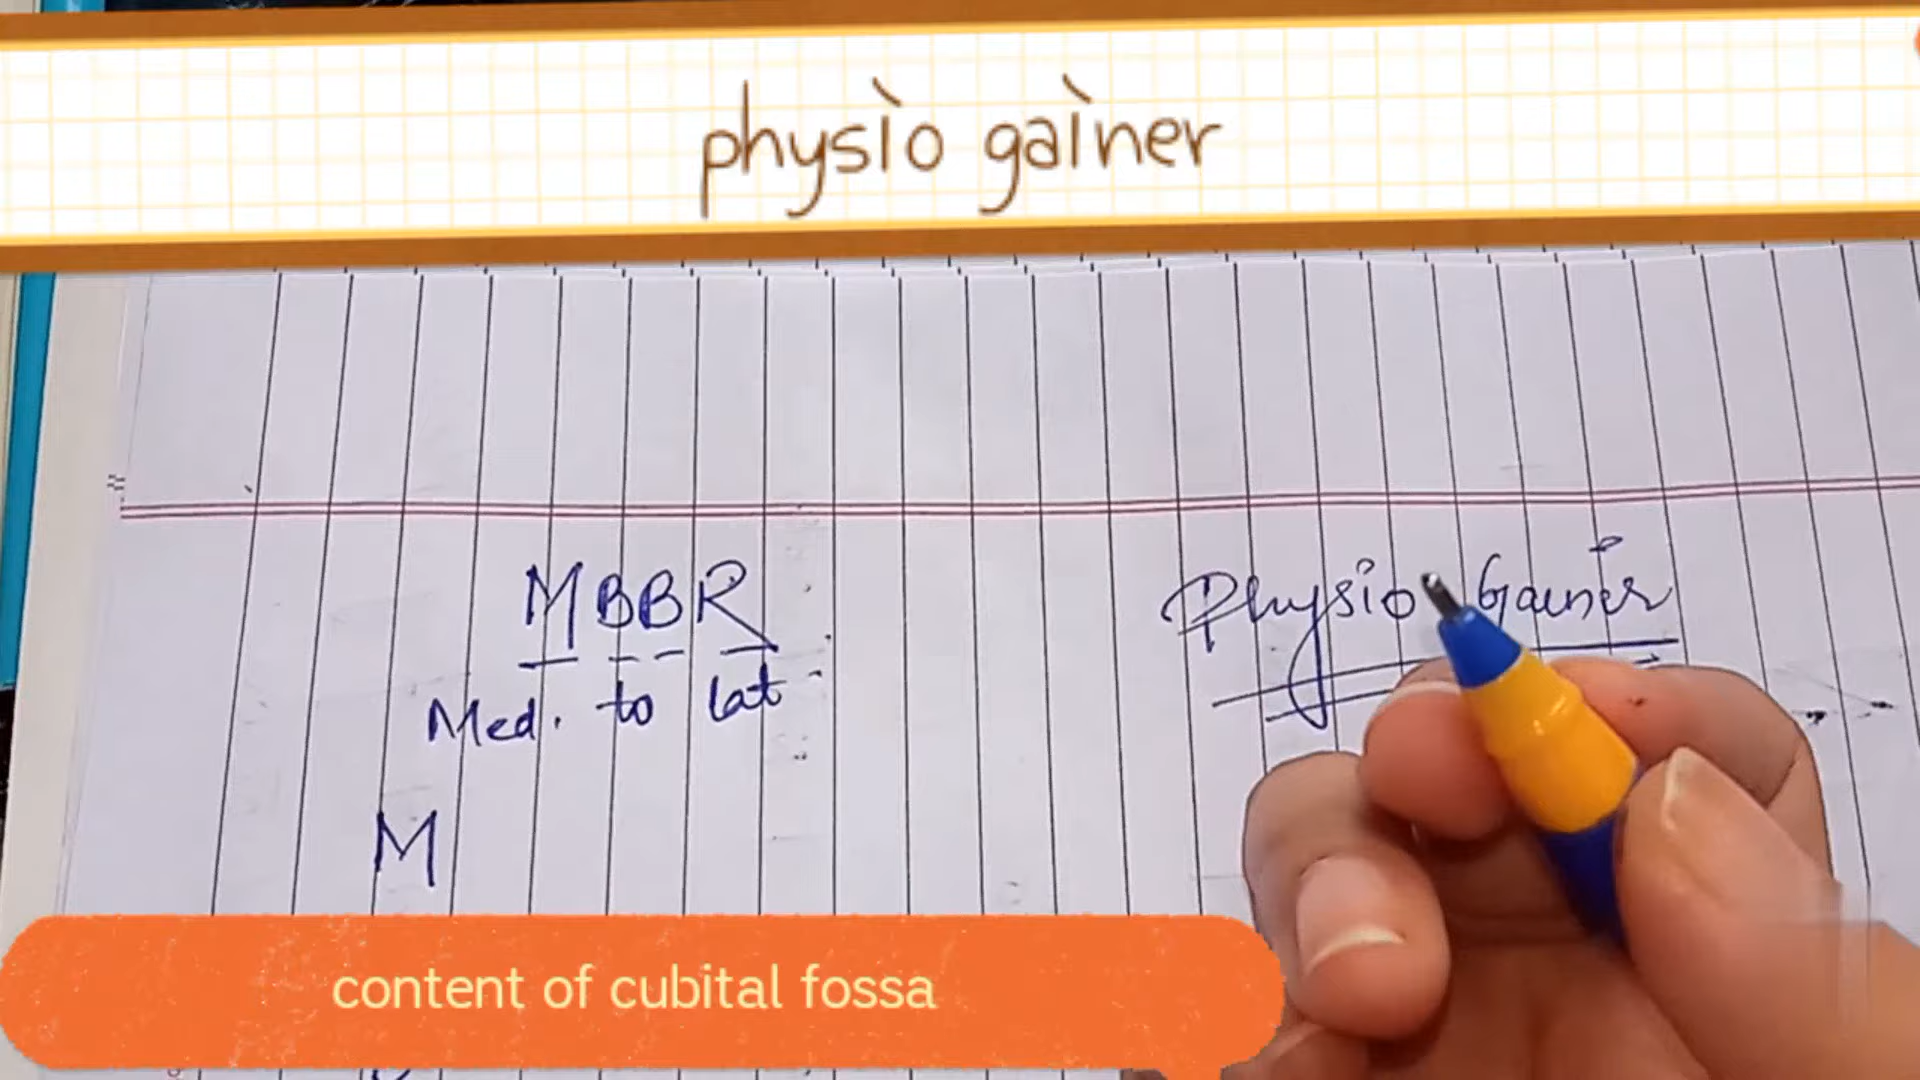 physio gainer
MBBR
Physio Gainer
Med. to lat
M
content of cubital fossa